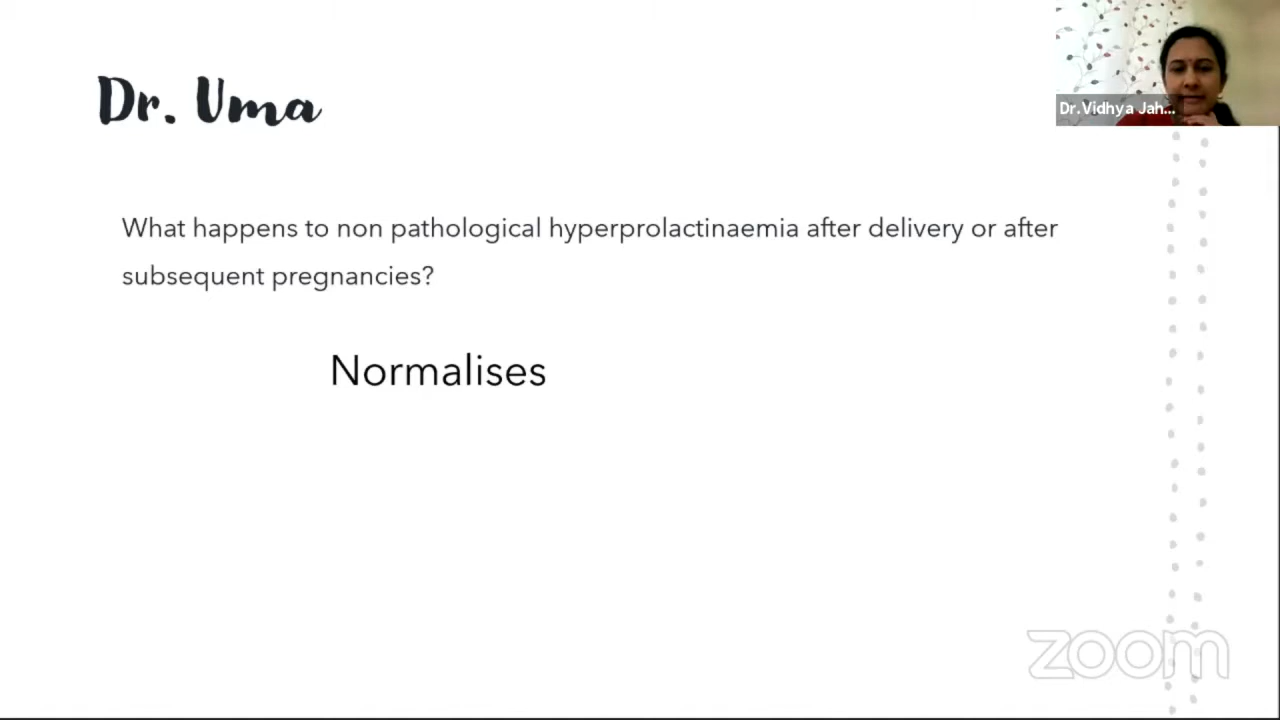 Dr. Uma
Dr.Vidhya Jah...
What happens to non pathological hyperprolactinaemia after delivery or after
subsequent pregnancies?
Normalises
zoom